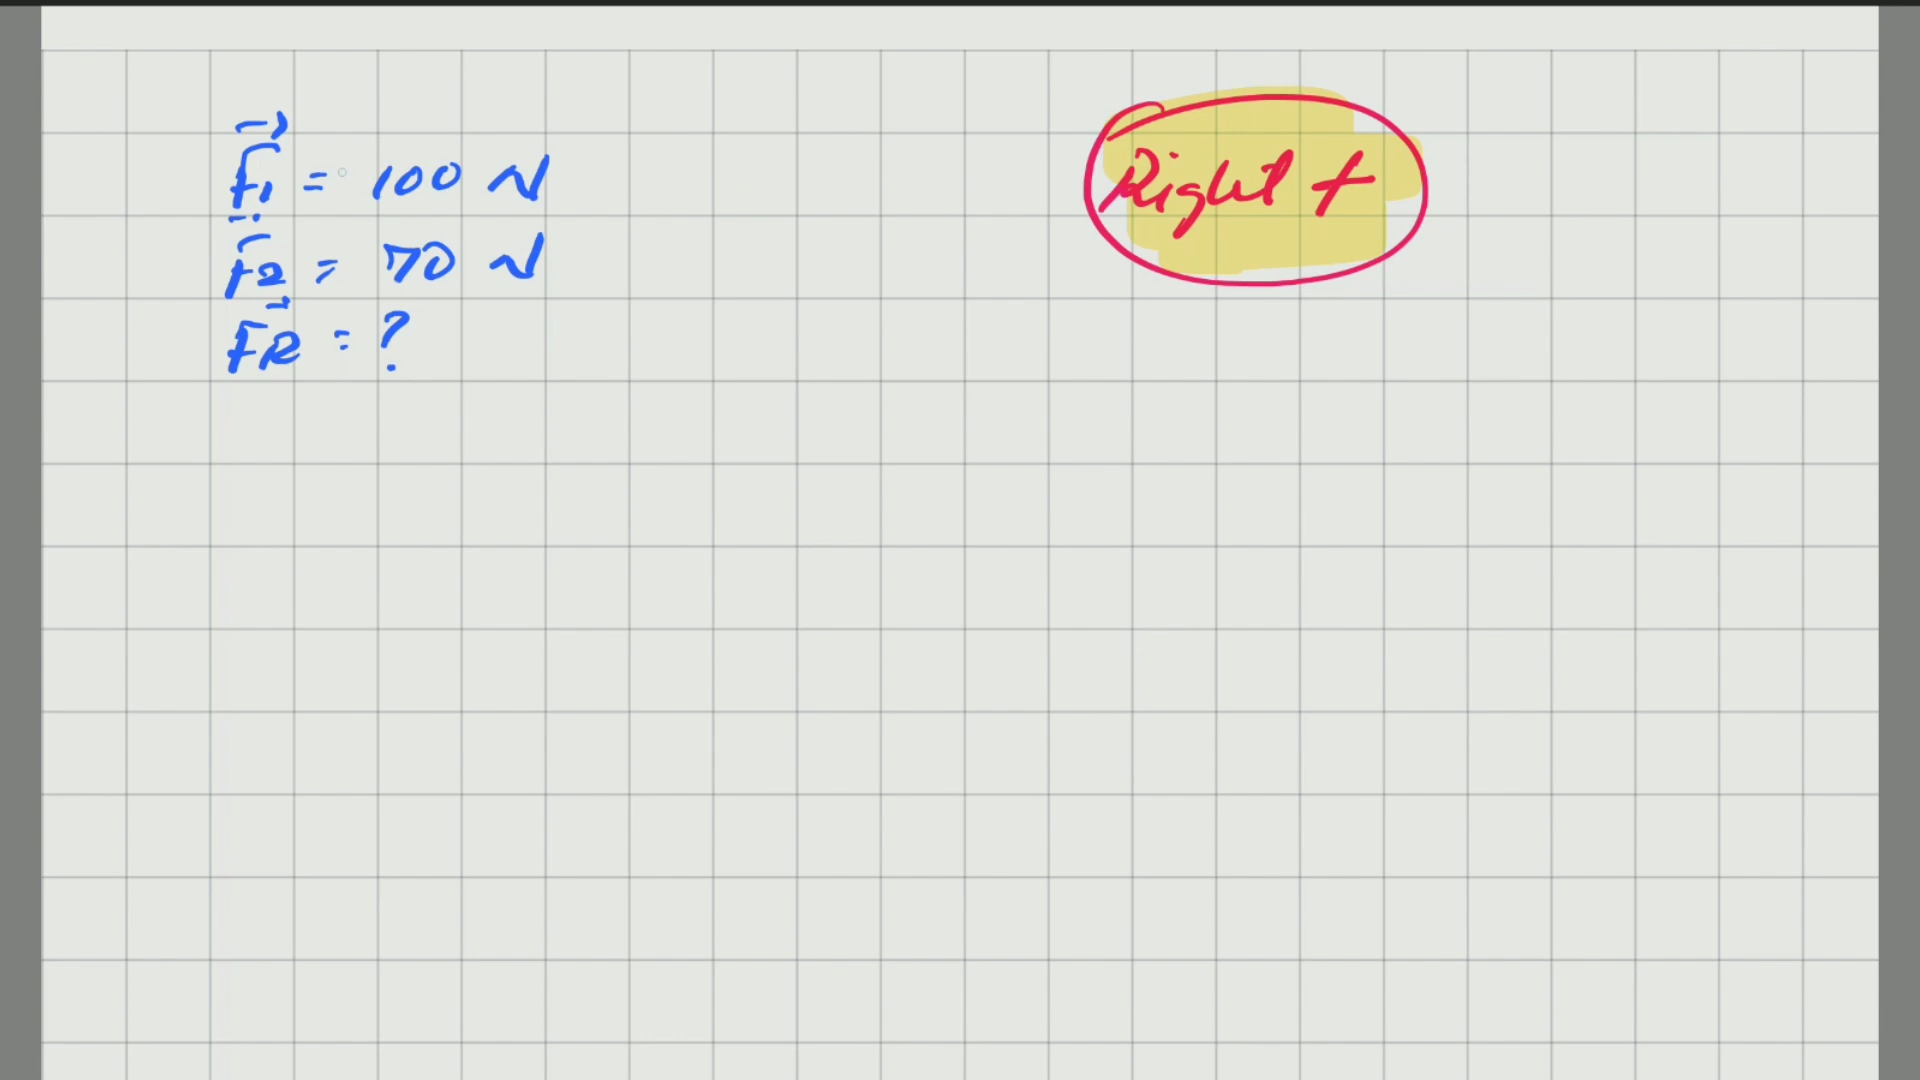 F1 = 100 N
F2 = 70 N
FR = ?
Right +